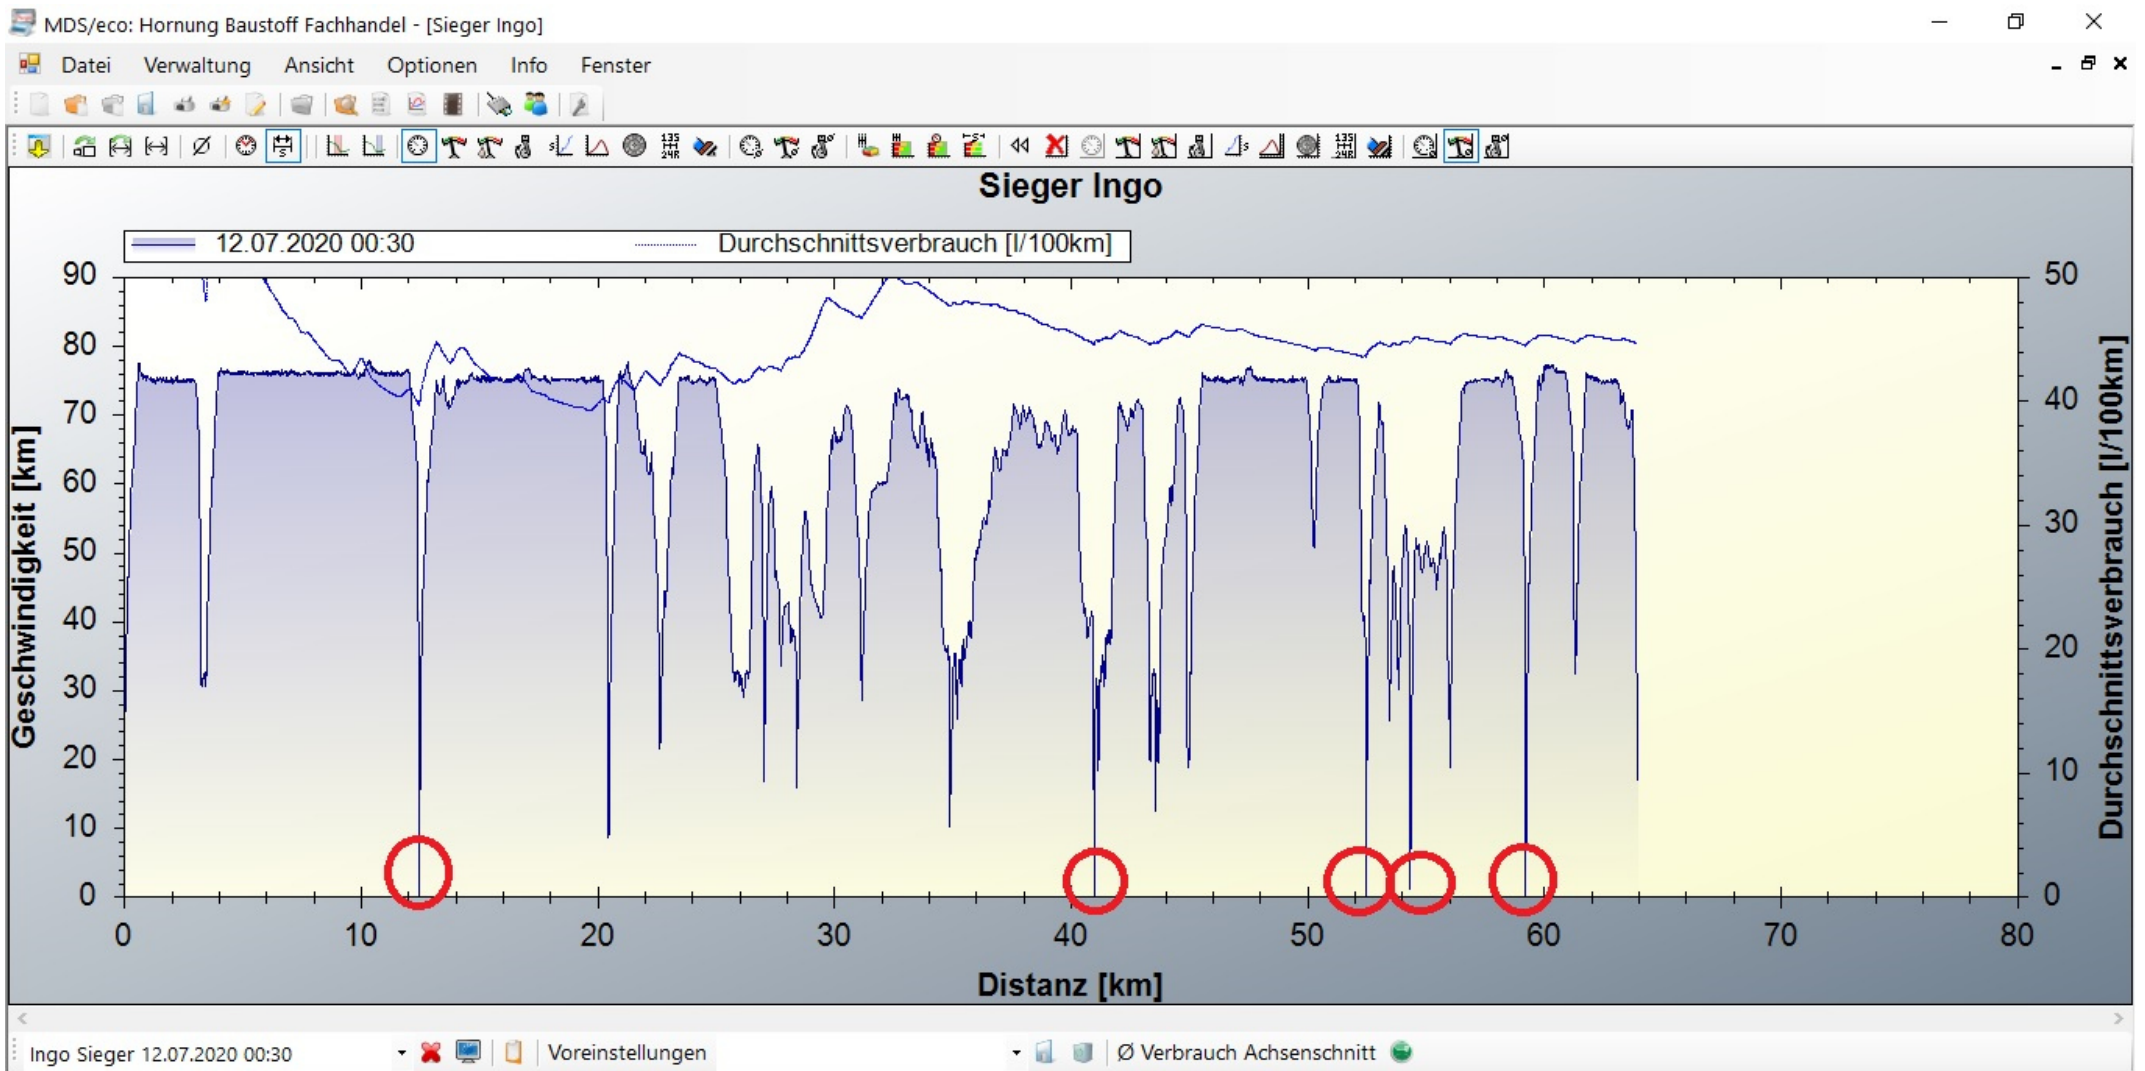 MDS/eco: Hornung Baustoff Fachhandel - [Sieger Ingo]
Datei Verwaltung Ansicht Optionen Info Fenster
Sieger Ingo
12.07.2020 00:30 Durchschnittsverbrauch [l/100km]
90 50
80
70 40
60
50 30
40
30 20
20
10 10
0 0
Geschwindigkeit [km]
Durchschnittsverbrauch [l/100km]
0 10 20 30 40 50 60 70 80
Distanz [km]
Ingo Sieger 12.07.2020 00:30 Voreinstellungen Ø Verbrauch Achsenschnitt